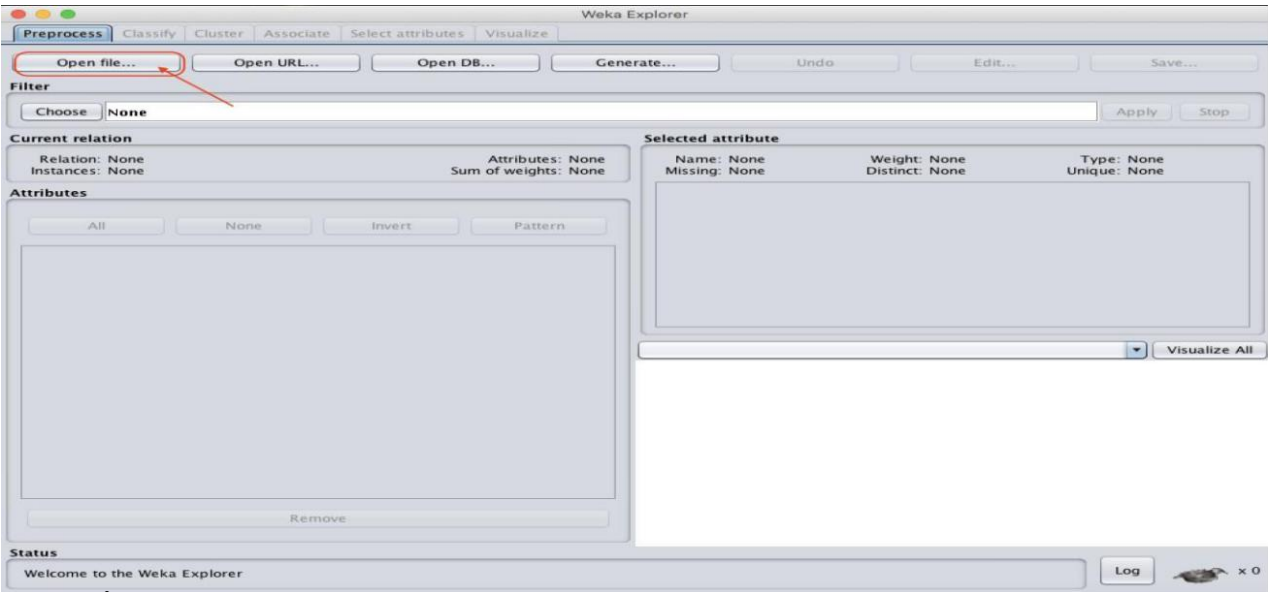 Weka Explorer
Preprocess Classify Cluster Associate Select attributes Visualize
Open file... Open URL... Open DB... Generate... Undo Edit... Save...
Filter
Choose None Apply Stop
Current relation
Relation: None Attributes: None
Instances: None Sum of weights: None
Attributes
All None Invert Pattern
Remove
Selected attribute
Name: None Weight: None Type: None
Missing: None Distinct: None Unique: None
Visualize All
Status
Welcome to the Weka Explorer
Log x 0